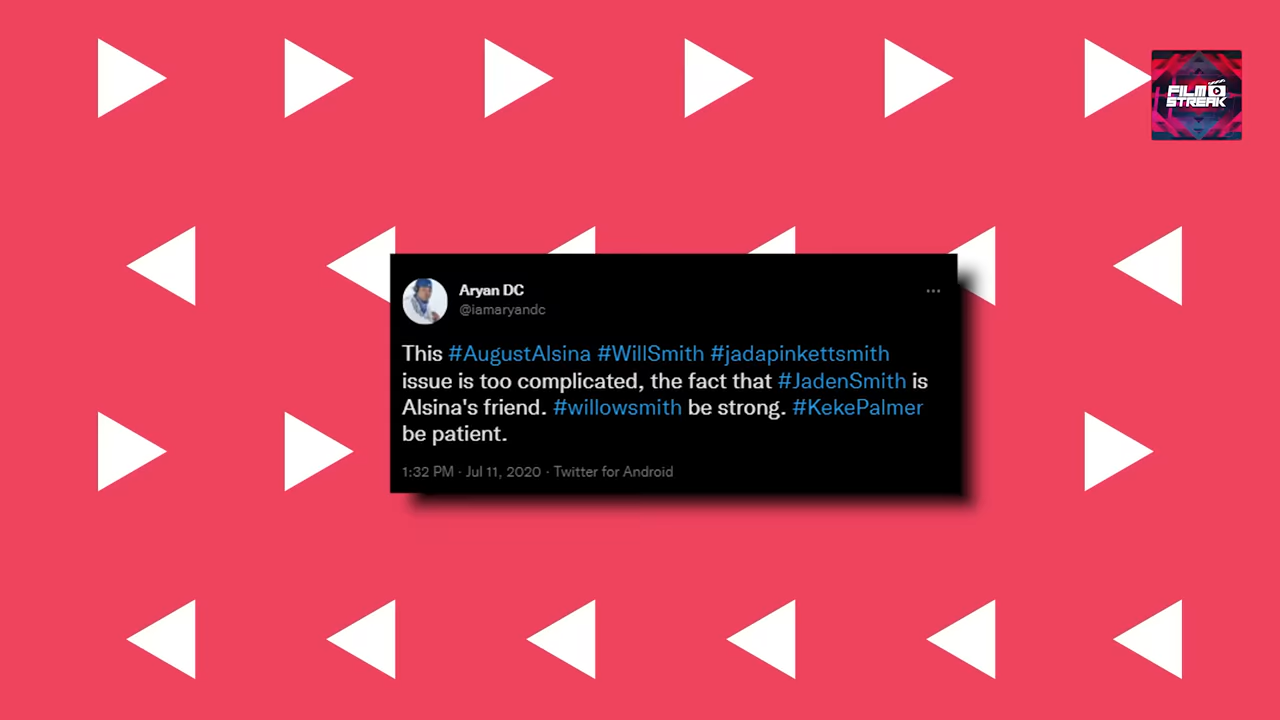 FILM
STREAK
Aryan DC
@iamaryandc
This #AugustAlsina #WillSmith #jadapinkettsmith
issue is too complicated, the fact that #JadenSmith is
Alsina's friend. #willowsmith be strong. #KekePalmer
be patient.
1:32 PM · Jul 11, 2020 · Twitter for Android